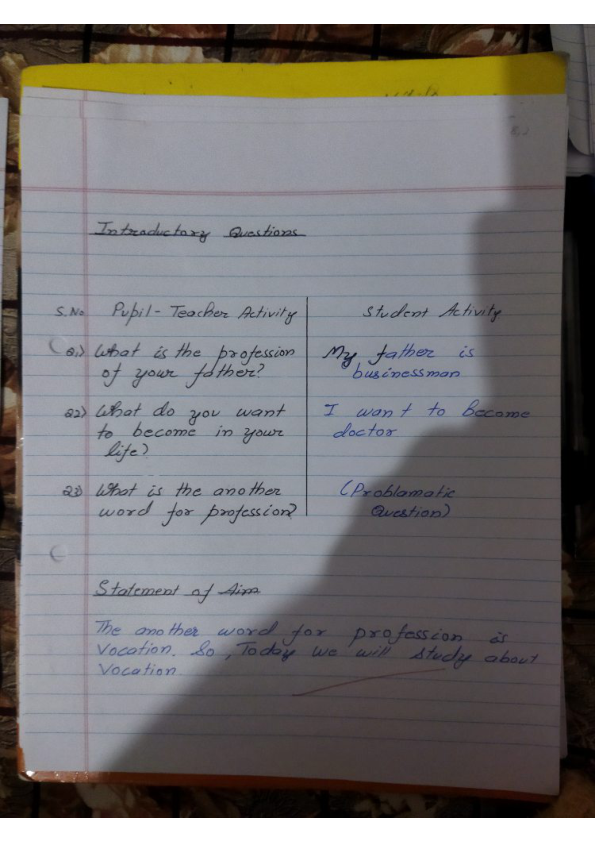 Introductory Questions
S.No Pupil-Teacher Activity Student Activity
Q1) What is the profession My father is
of your father? businessman
Q2) What do you want I want to become
to become in your doctor
life?
Q3) What is the another (Problamatic
word for profession? Question)
Statement of Aim
The another word for profession is
Vocation. So, Today we will study about
Vocation